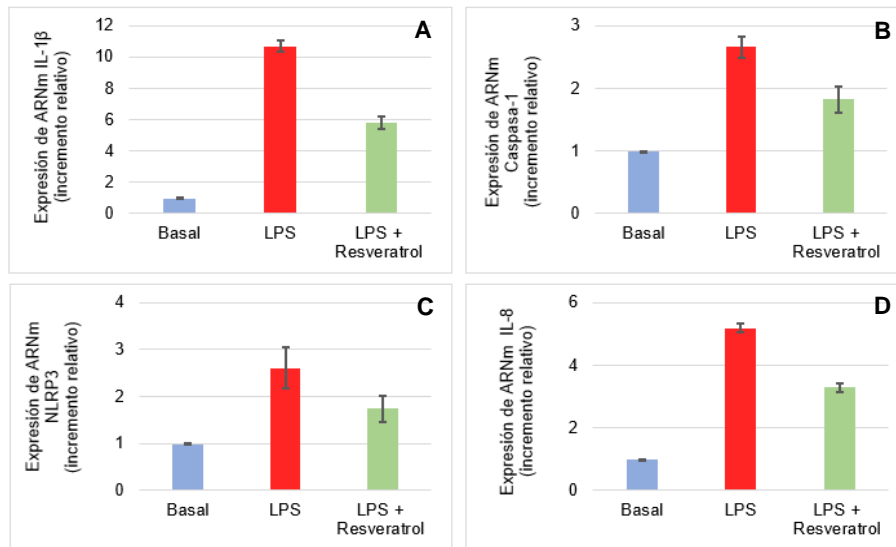 A
Expresión de ARNm IL-1β
(incremento relativo)
12
10
8
6
4
2
0
Basal
LPS
LPS +
Resveratrol
B
Expresión de ARNm
Caspasa-1
(incremento relativo)
3
2
1
0
Basal
LPS
LPS +
Resveratrol
C
Expresión de ARNm
NLRP3
(incremento relativo)
4
3
2
1
0
Basal
LPS
LPS +
Resveratrol
D
Expresión de ARNm IL-8
(incremento relativo)
6
4
2
0
Basal
LPS
LPS +
Resveratrol